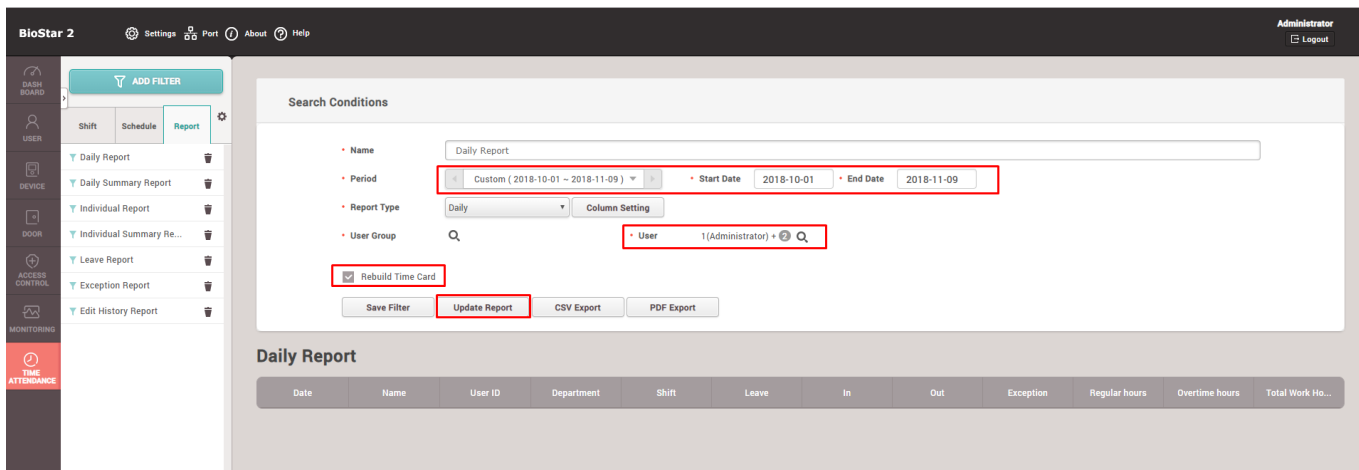 BioStar 2
Settings
Port
About
Help
Administrator
Logout
DASH
BOARD
USER
DEVICE
DOOR
ACCESS
CONTROL
MONITORING
TIME
ATTENDANCE
ADD FILTER
Shift
Schedule
Report
Daily Report
Daily Summary Report
Individual Report
Individual Summary Re...
Leave Report
Exception Report
Edit History Report
Search Conditions
Name
Daily Report
Period
Custom ( 2018-10-01 ~ 2018-11-09 )
Start Date
2018-10-01
End Date
2018-11-09
Report Type
Daily
Column Setting
User Group
User
1(Administrator) + 2
Rebuild Time Card
Save Filter
Update Report
CSV Export
PDF Export
Daily Report
Date
Name
User ID
Department
Shift
Leave
In
Out
Exception
Regular hours
Overtime hours
Total Work Ho...